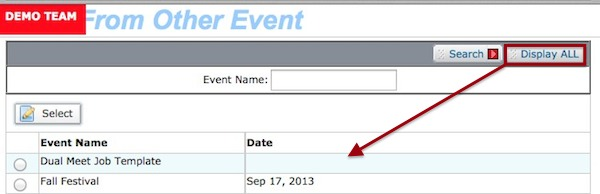 DEMO TEAM From Other Event
Search Display ALL
Event Name:
Select
Event Name Date
Dual Meet Job Template
Fall Festival Sep 17, 2013